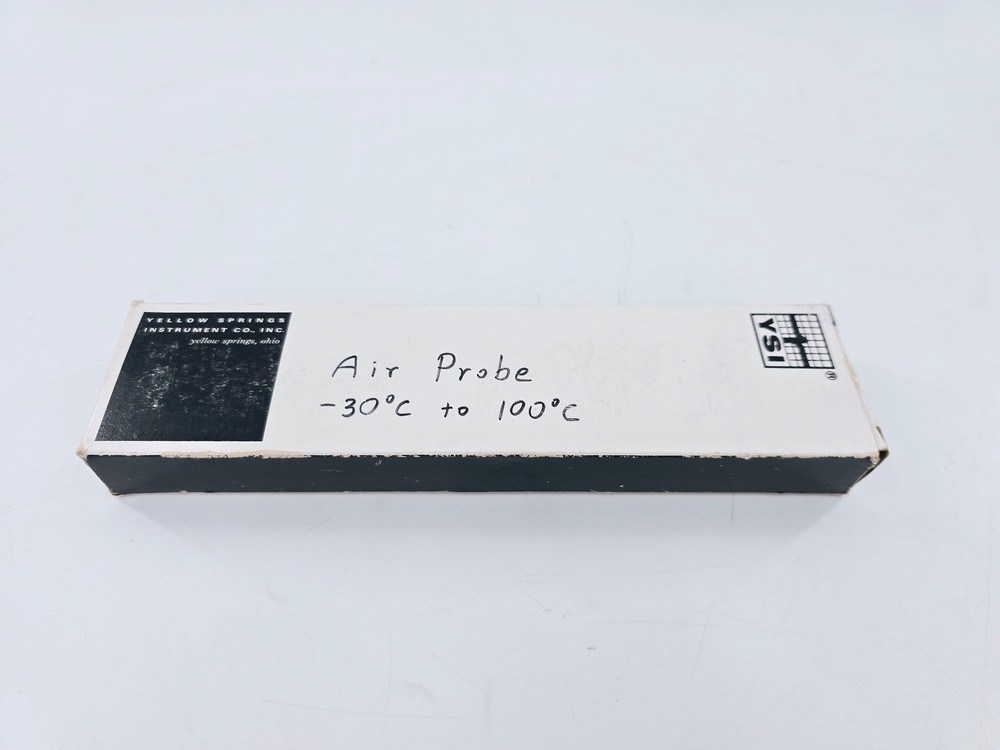 YELLOW SPRINGS
INSTRUMENT CO., INC.
yellow springs, ohio
Air Probe
-30°C to 100°C
YSI
®